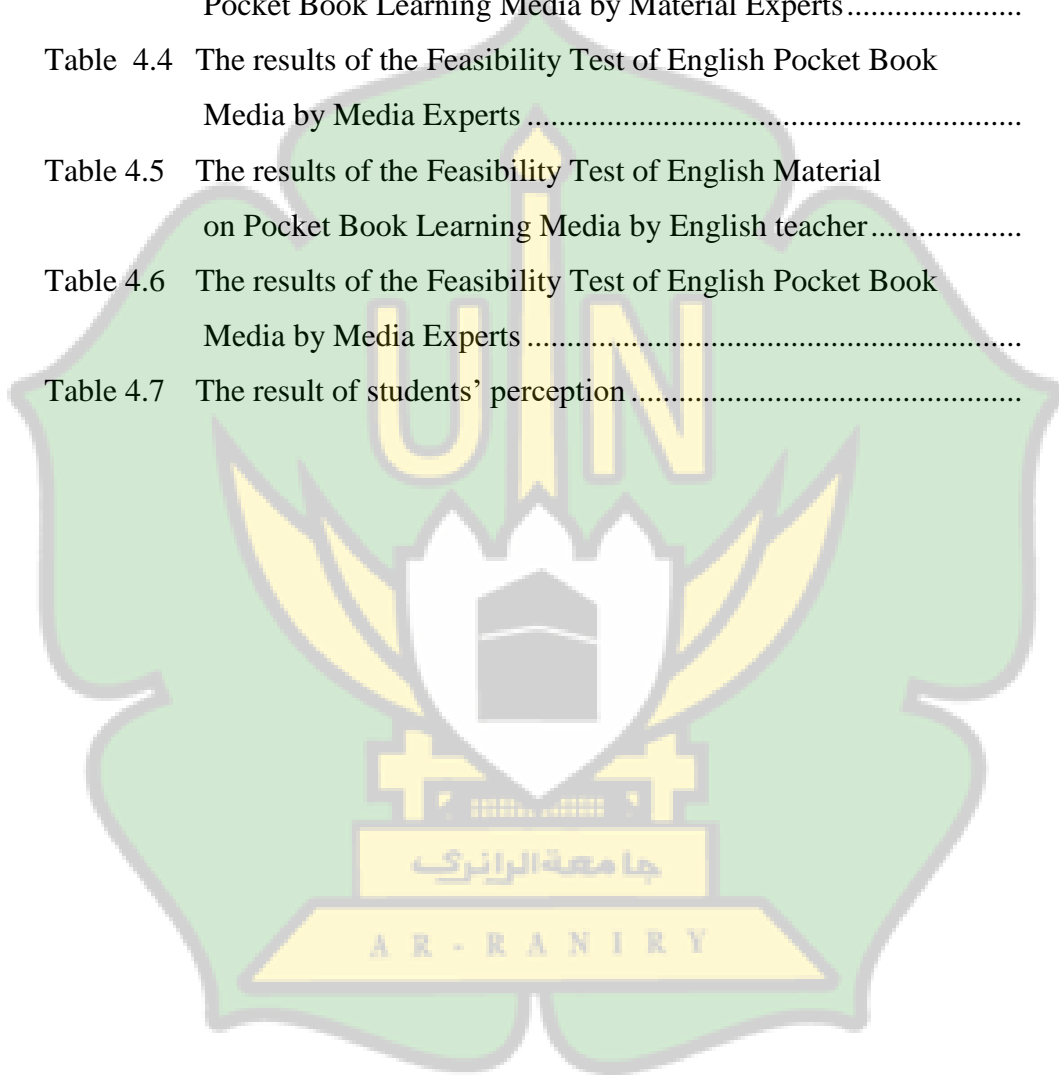 Pocket Book Learning Media by Material Experts......................
Table 4.4 The results of the Feasibility Test of English Pocket Book
Media by Media Experts..............................................................
Table 4.5 The results of the Feasibility Test of English Material
on Pocket Book Learning Media by English teacher...................
Table 4.6 The results of the Feasibility Test of English Pocket Book
Media by Media Experts..............................................................
Table 4.7 The result of students’ perception.................................................
UIN
جامعة الرانري
AR-RANIRY